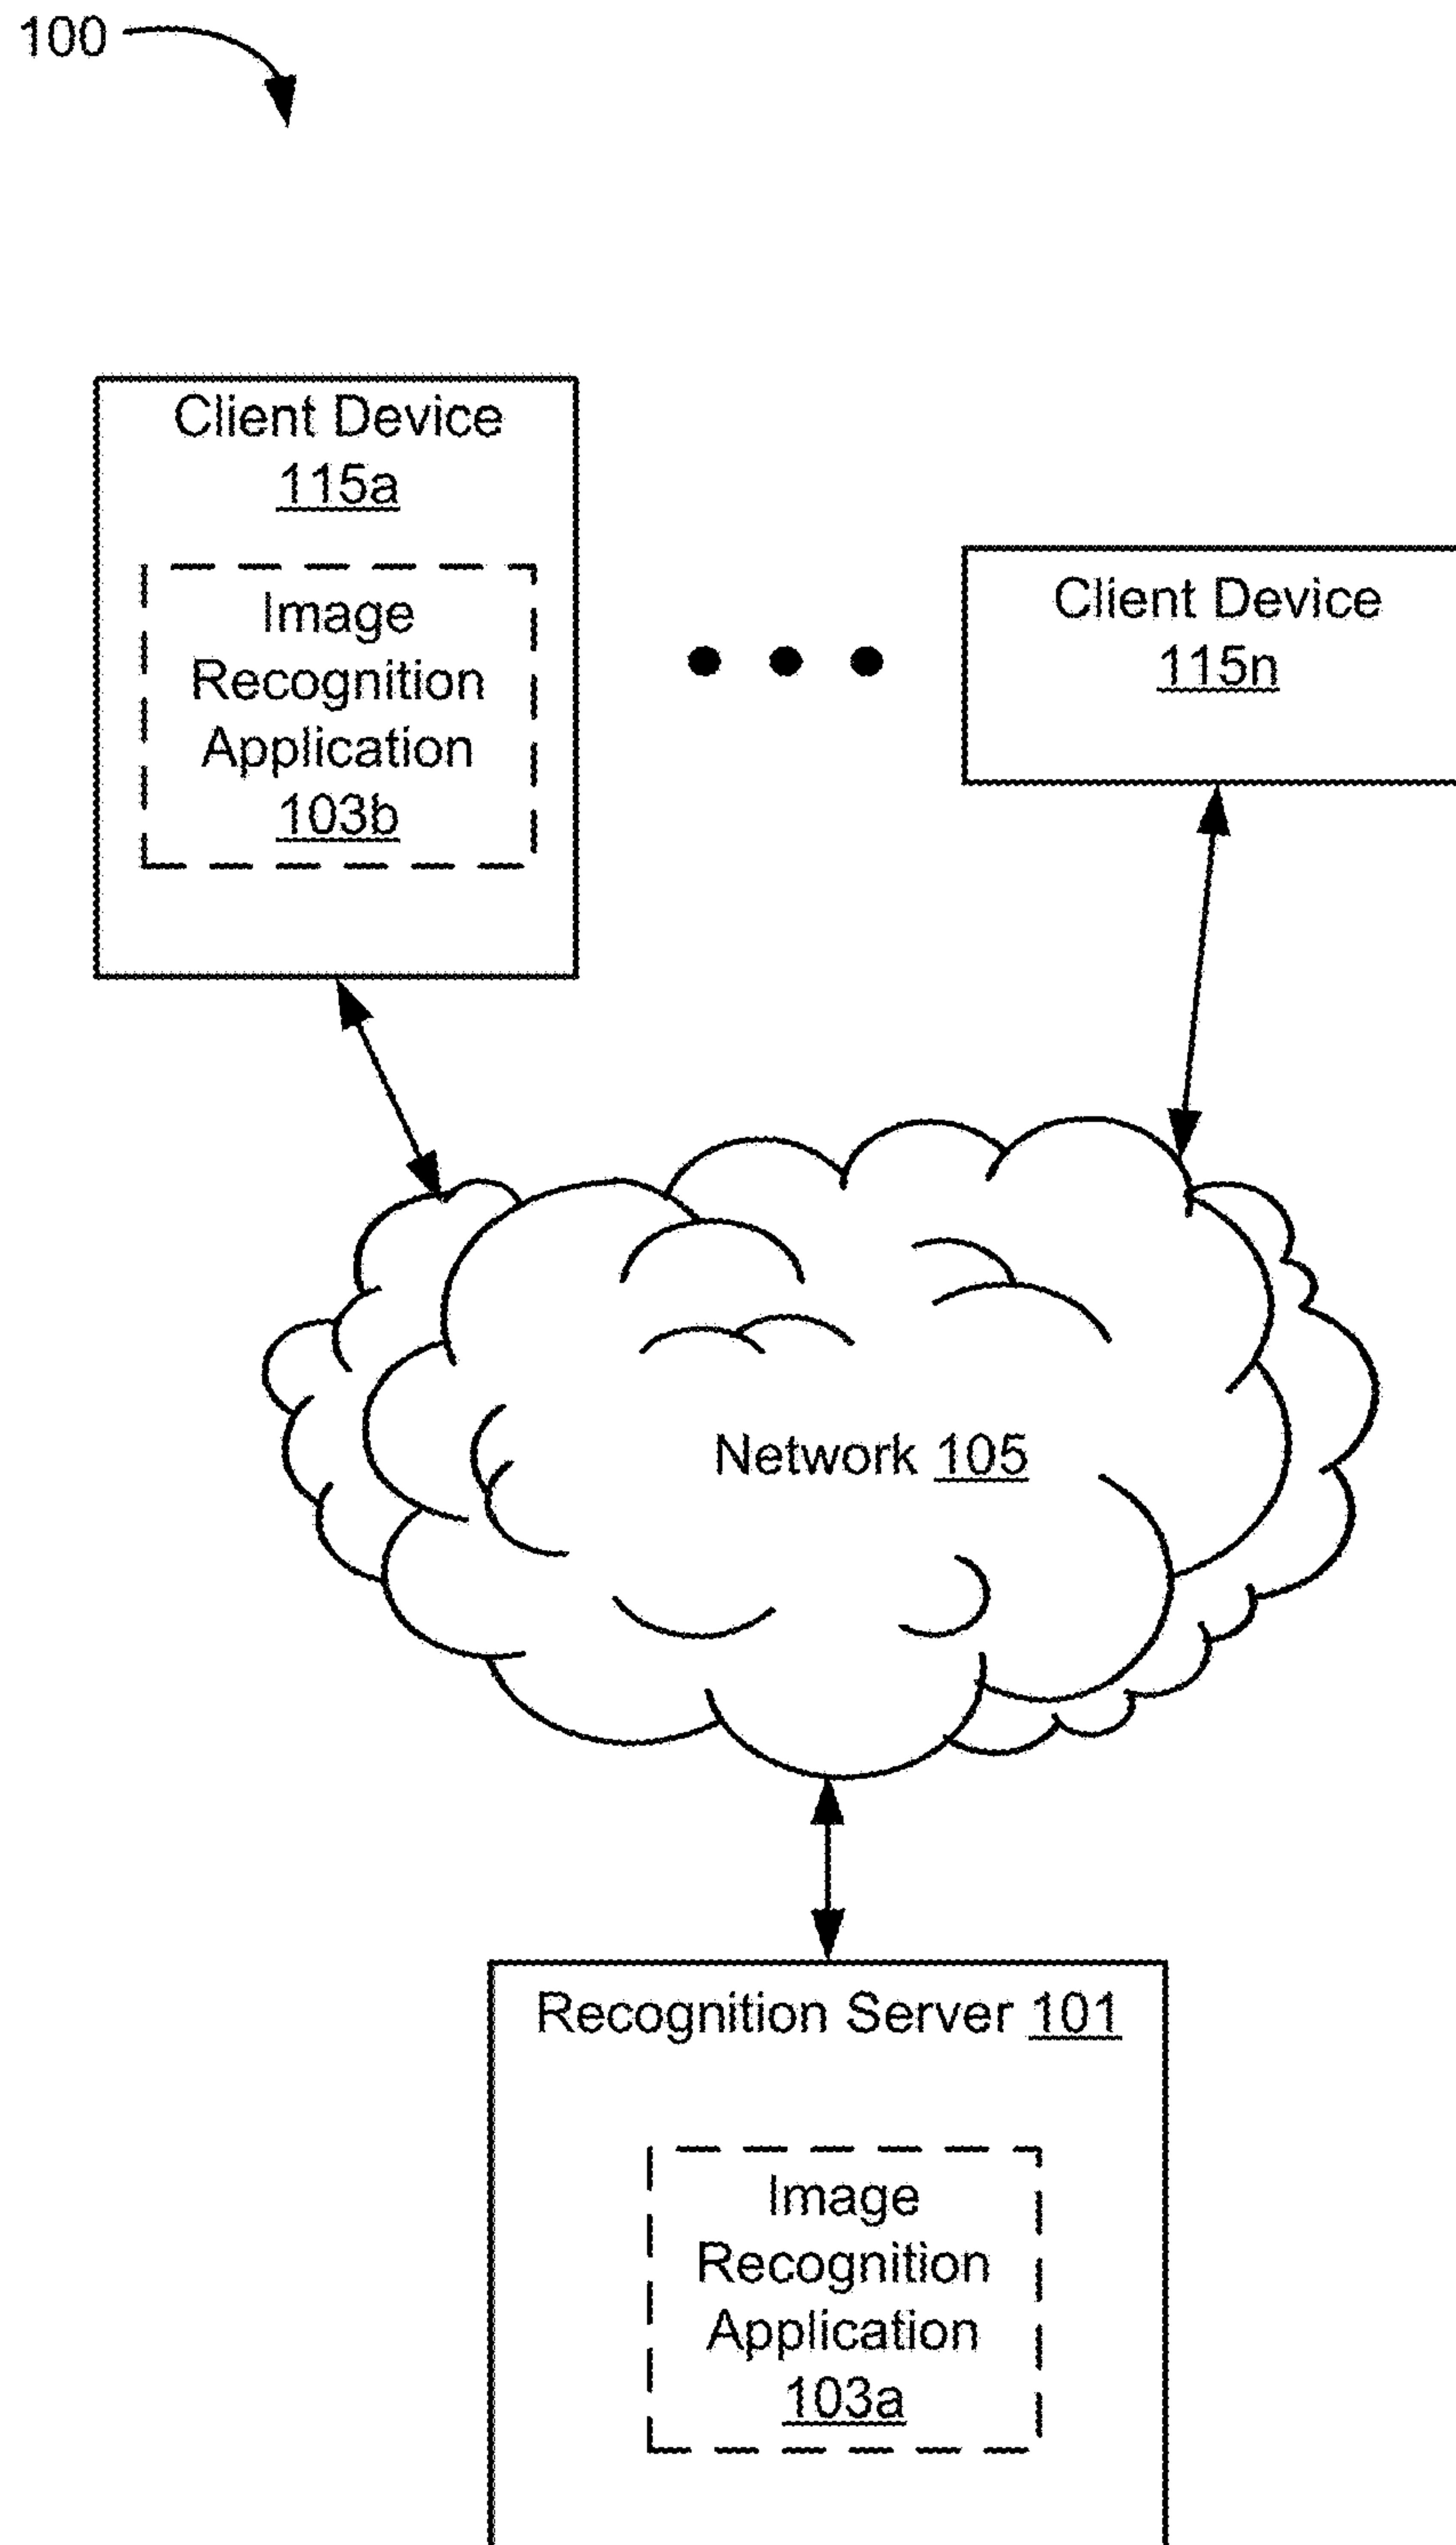 100
Client Device
115a
Image
Recognition
Application
103b
Client Device
115n
Network 105
Recognition Server 101
Image
Recognition
Application
103a